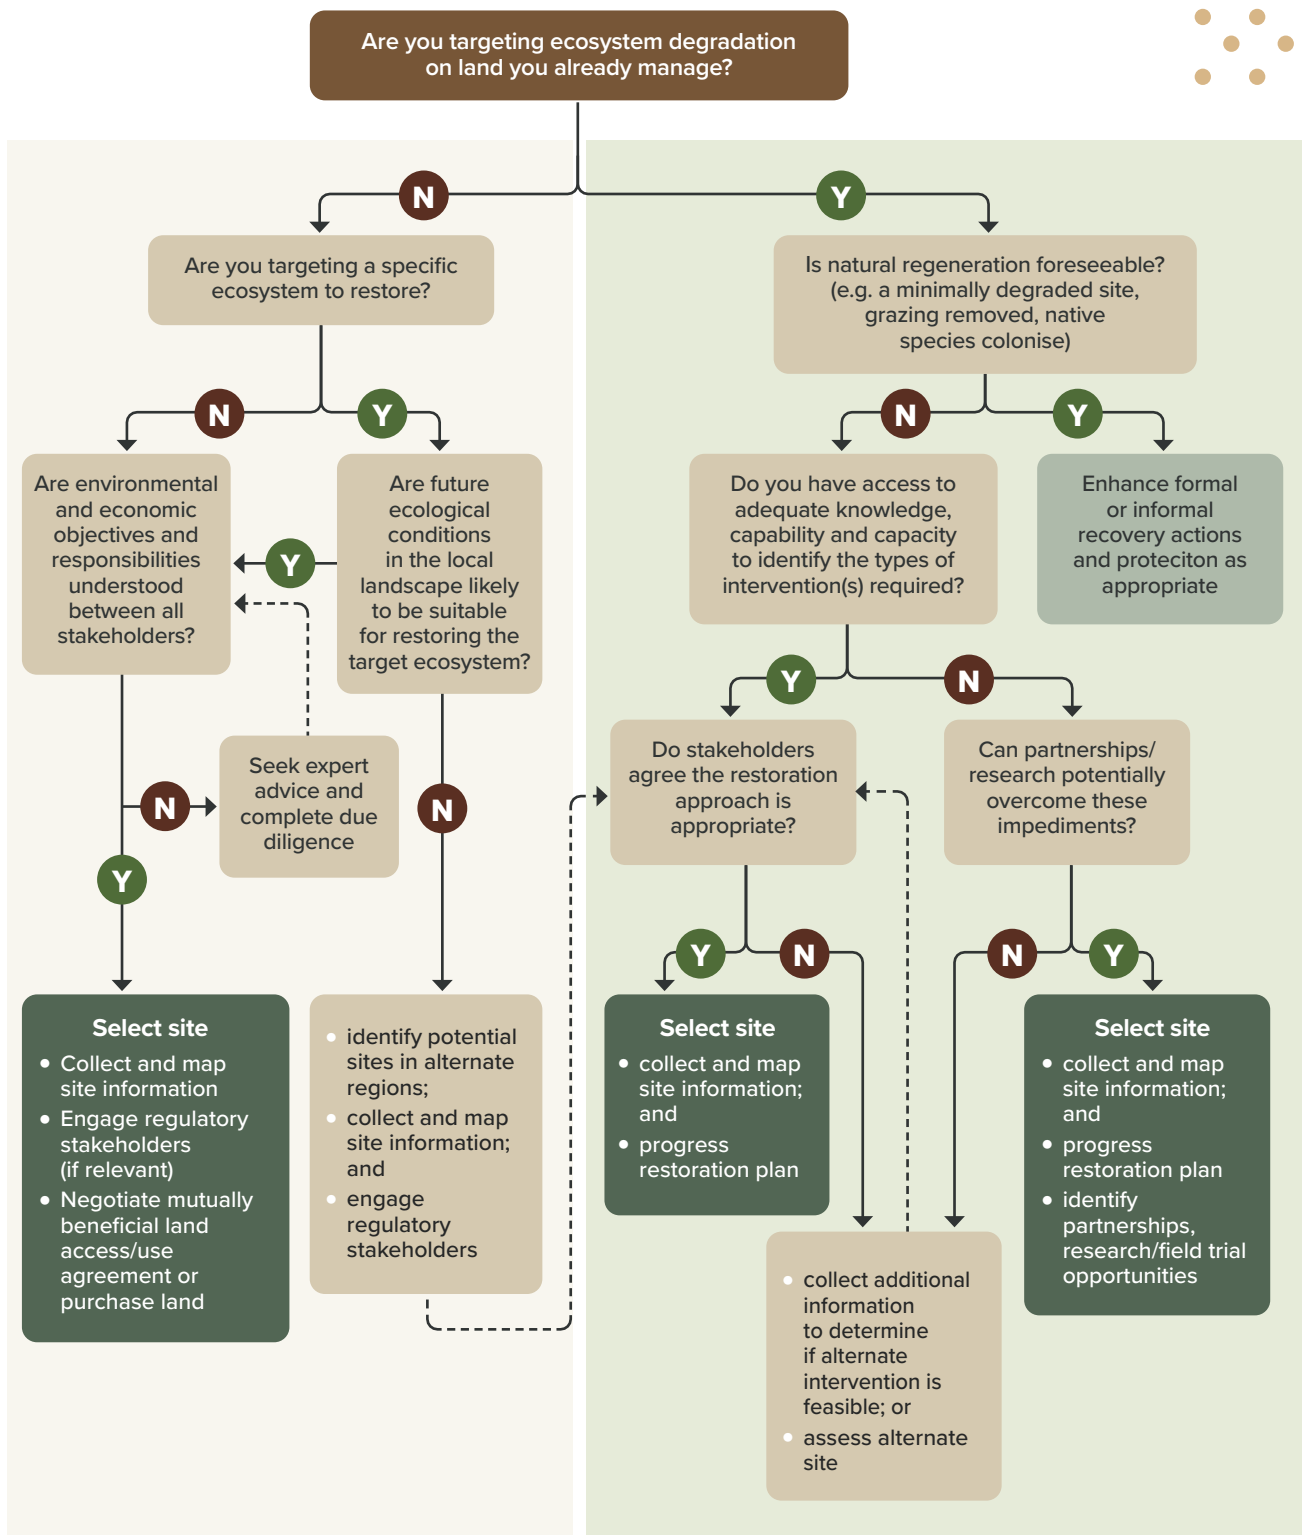 Are you targeting ecosystem degradation
on land you already manage?
N
Y
Are you targeting a specific
ecosystem to restore?
Is natural regeneration foreseeable?
(e.g. a minimally degraded site,
grazing removed, native
species colonise)
N
Y
N
Y
Are environmental
and economic
objectives and
responsibilities
understood
between all
stakeholders?
Y
Are future
ecological
conditions
in the local
landscape likely
to be suitable
for restoring the
target ecosystem?
Do you have access to
adequate knowledge,
capability and capacity
to identify the types of
intervention(s) required?
Enhance formal
or informal
recovery actions
and proteciton as
appropriate
Y
N
N
Seek expert
advice and
complete due
diligence
N
Y
Do stakeholders
agree the restoration
approach is
appropriate?
Can partnerships/
research potentially
overcome these
impediments?
Y
N
N
Y
Select site
• Collect and map
site information
• Engage regulatory
stakeholders
(if relevant)
• Negotiate mutually
beneficial land
access/use
agreement or
purchase land
• identify potential
sites in alternate
regions;
• collect and map
site information;
and
• engage
regulatory
stakeholders
Select site
• collect and map
site information;
and
• progress
restoration plan
Select site
• collect and map
site information;
and
• progress
restoration plan
• identify
partnerships,
research/field trial
opportunities
• collect additional
information
to determine
if alternate
intervention is
feasible; or
• assess alternate
site